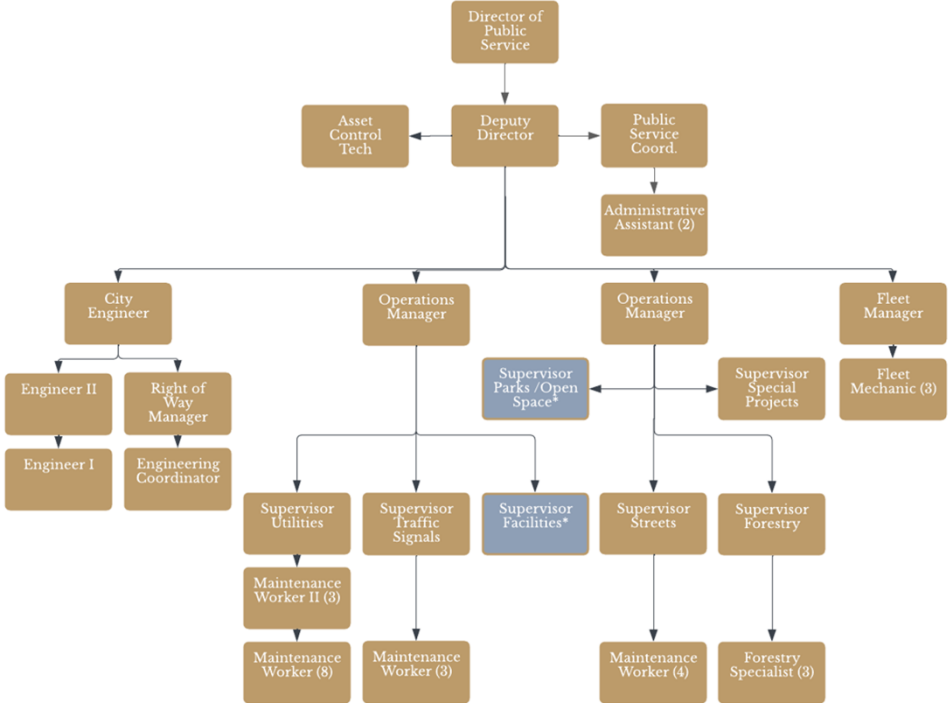 Director of
Public
Service
Asset
Control
Tech
Deputy
Director
Public
Service
Coord.
Administrative
Assistant (2)
City
Engineer
Operations
Manager
Operations
Manager
Fleet
Manager
Engineer II
Right of
Way
Manager
Supervisor
Parks /Open
Space*
Supervisor
Special
Projects
Fleet
Mechanic (3)
Engineer I
Engineering
Coordinator
Supervisor
Utilities
Supervisor
Traffic
Signals
Supervisor
Facilities*
Supervisor
Streets
Supervisor
Forestry
Maintenance
Worker II (3)
Maintenance
Worker (8)
Maintenance
Worker (3)
Maintenance
Worker (4)
Forestry
Specialist (3)